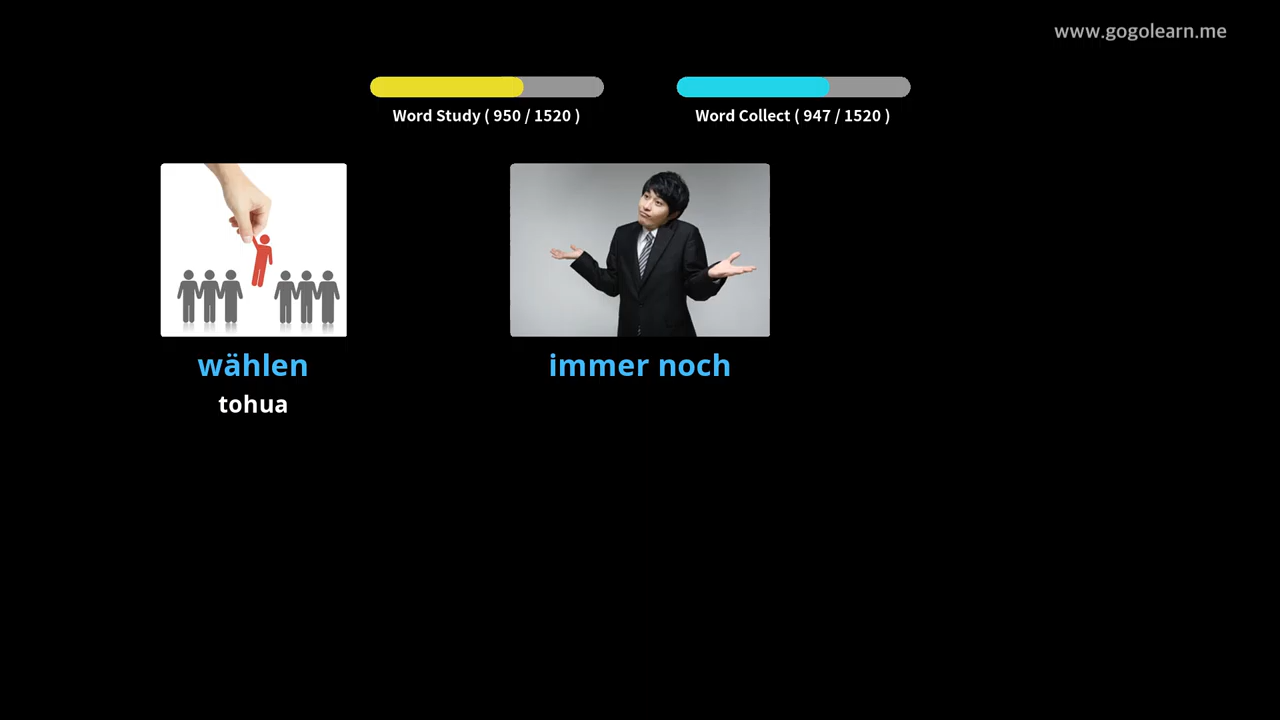 www.gogolearn.me
Word Study ( 950 / 1520 )
Word Collect ( 947 / 1520 )
wählen
tohua
immer noch